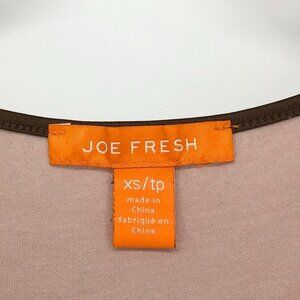 JOE FRESH
xs/tp
made in
China
fabriqué en
Chine